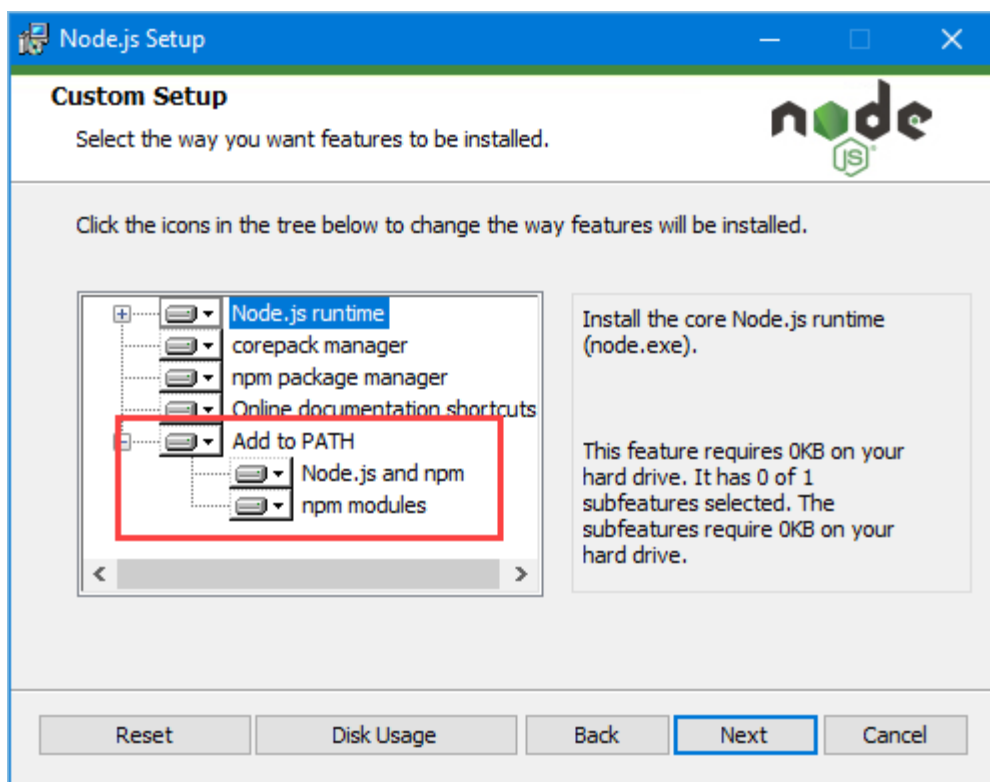 Node.js Setup
Custom Setup
Select the way you want features to be installed.
node
JS
Click the icons in the tree below to change the way features will be installed.
Node.js runtime
corepack manager
npm package manager
Online documentation shortcuts
Add to PATH
Node.js and npm
npm modules
Install the core Node.js runtime
(node.exe).
This feature requires 0KB on your
hard drive. It has 0 of 1
subfeatures selected. The
subfeatures require 0KB on your
hard drive.
Reset
Disk Usage
Back
Next
Cancel